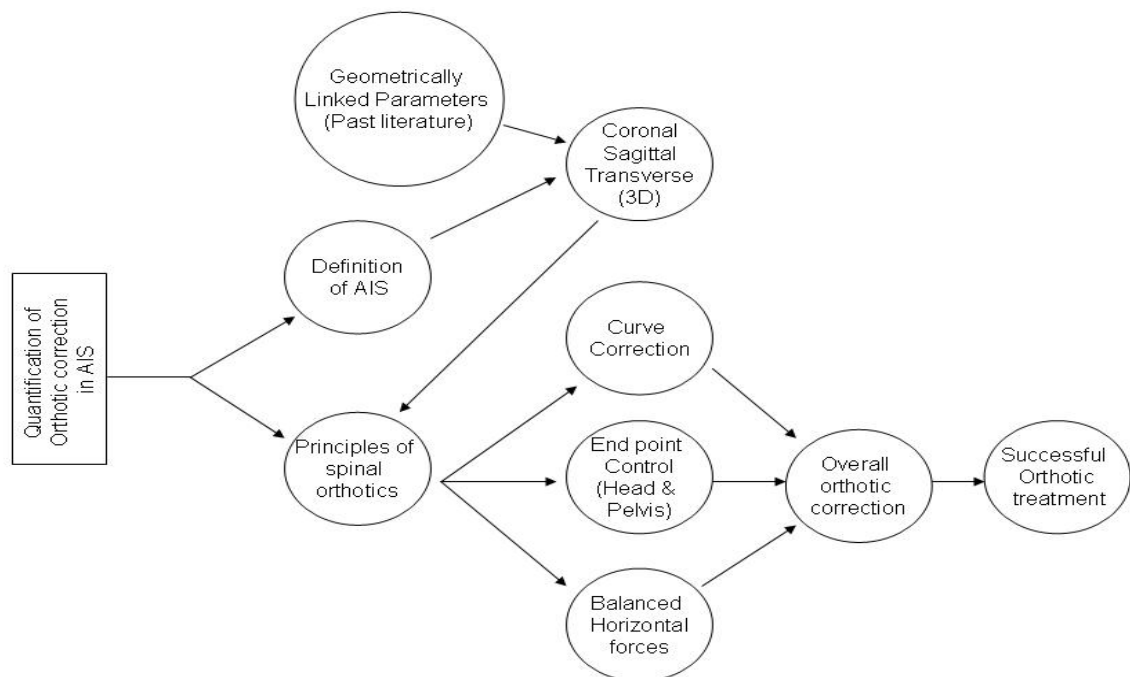 Geometrically
Linked Parameters
(Past literature)
Coronal
Sagittal
Transverse
(3D)
Definition
of AIS
Quantification of
Orthotic correction
in AIS
Curve
Correction
Principles of
spinal
orthotics
End point
Control
(Head &
Pelvis)
Overall
orthotic
correction
Successful
Orthotic
treatment
Balanced
Horizontal
forces